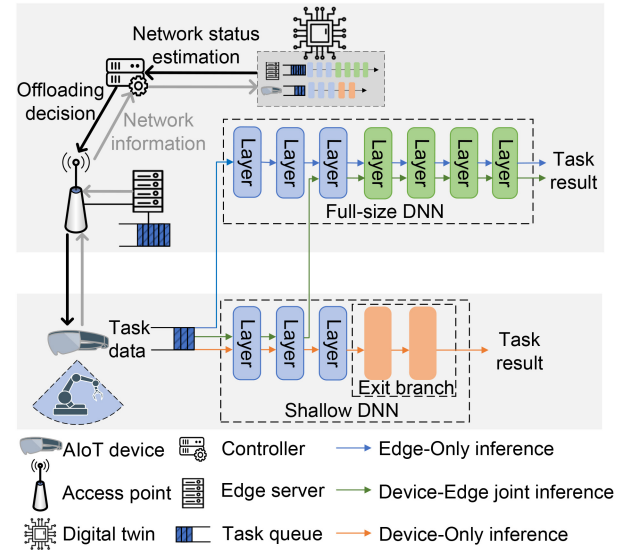 Network status
estimation
Offloading
decision
Network
information
Layer
Layer
Layer
Layer
Layer
Layer
Layer
Task
result
Full-size DNN
Task
data
Layer
Layer
Layer
Exit branch
Task
result
Shallow DNN
AIoT device
Controller
Edge-Only inference
Access point
Edge server
Device-Edge joint inference
Digital twin
Task queue
Device-Only inference